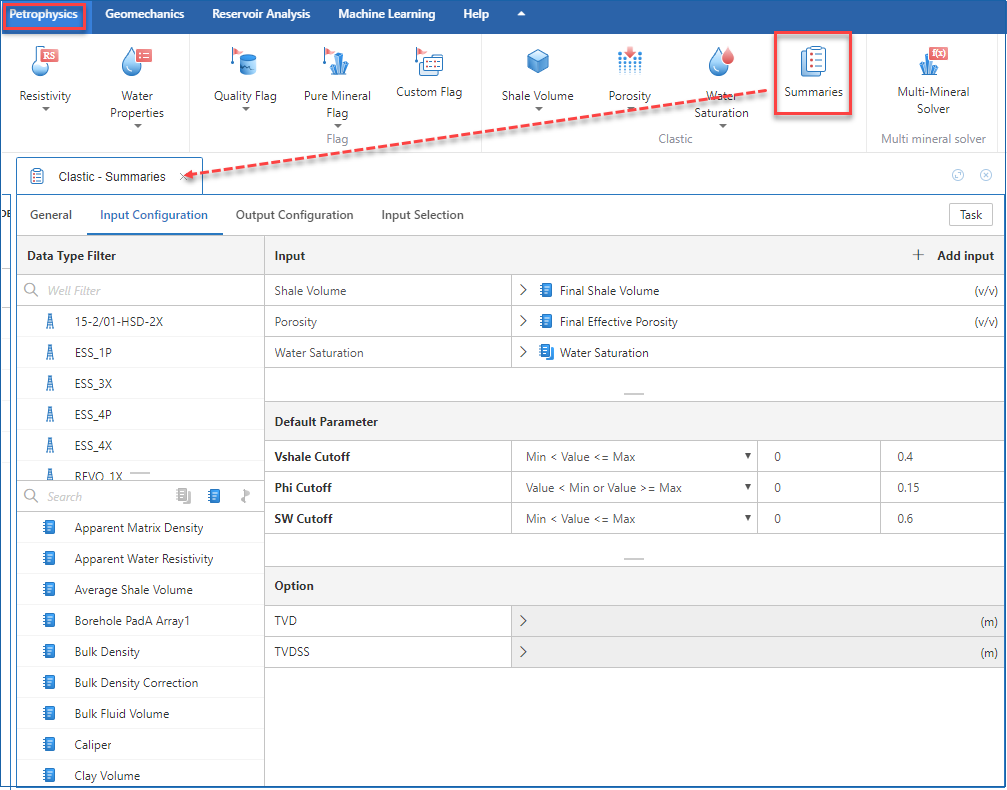 Petrophysics Geomechanics Reservoir Analysis Machine Learning Help
RS
f(x)
Resistivity
Water
Properties
Quality Flag
Pure Mineral
Flag
Custom Flag
Shale Volume
Porosity
Water
Saturation
Summaries
Multi-Mineral
Solver
Flag
Clastic
Multi mineral solver
Clastic - Summaries
General Input Configuration Output Configuration Input Selection Task
Data Type Filter
Well Filter
15-2/01-HSD-2X
ESS_1P
ESS_3X
ESS_4P
ESS_4X
REVO_1X
Search
Apparent Matrix Density
Apparent Water Resistivity
Average Shale Volume
Borehole PadA Array1
Bulk Density
Bulk Density Correction
Bulk Fluid Volume
Caliper
Clay Volume
Input + Add input
Shale Volume Final Shale Volume (v/v)
Porosity Final Effective Porosity (v/v)
Water Saturation Water Saturation
Default Parameter
Vshale Cutoff Min < Value <= Max 0 0.4
Phi Cutoff Value < Min or Value >= Max 0 0.15
SW Cutoff Min < Value <= Max 0 0.6
Option
TVD (m)
TVDSS (m)